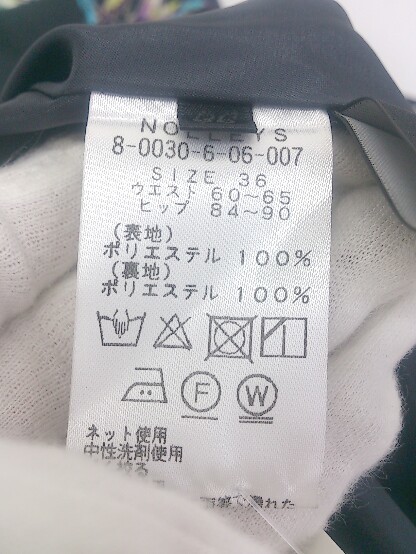 NOLLEYS
8-0030-6-06-007
SIZE 36
ウエスト 60～65
ヒップ 84～90
(表地)
ポリエステル 100%
(裏地)
ポリエステル 100%
F W
ネット使用
中性洗剤使用
絞る